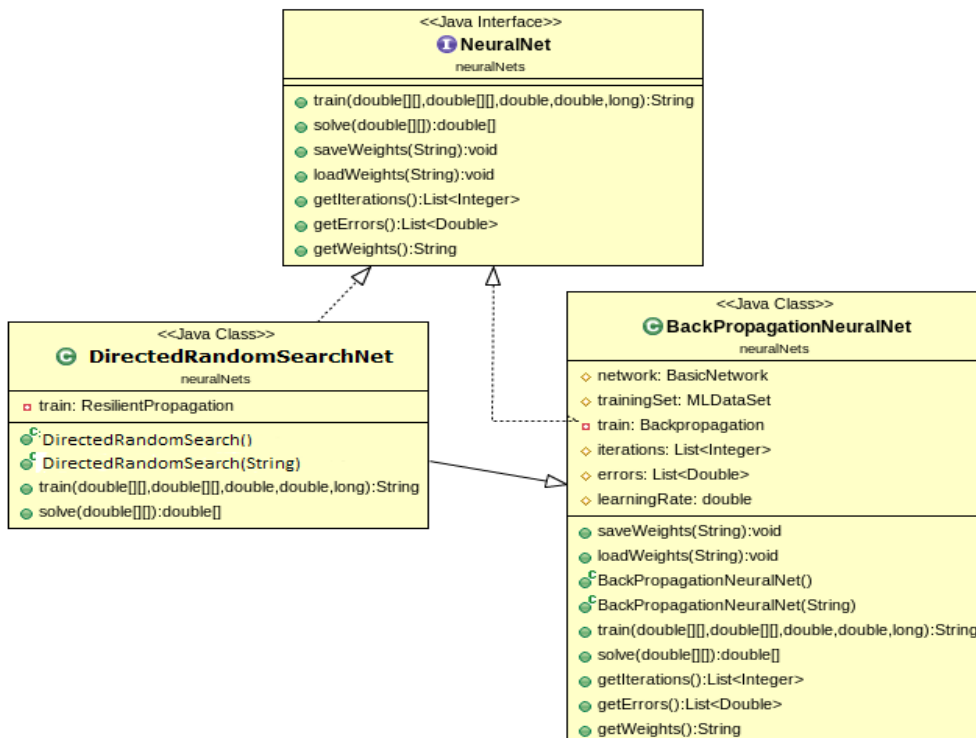 <<Java Interface>>
NeuralNet
neuralNets
train(double[][],double[][],double,double,long):String
solve(double[][]):double[]
saveWeights(String):void
loadWeights(String):void
getIterations():List<Integer>
getErrors():List<Double>
getWeights():String
<<Java Class>>
DirectedRandomSearchNet
neuralNets
train: ResilientPropagation
DirectedRandomSearch()
DirectedRandomSearch(String)
train(double[][],double[][],double,double,long):String
solve(double[][]):double[]
<<Java Class>>
BackPropagationNeuralNet
neuralNets
network: BasicNetwork
trainingSet: MLDataSet
train: Backpropagation
iterations: List<Integer>
errors: List<Double>
learningRate: double
saveWeights(String):void
loadWeights(String):void
BackPropagationNeuralNet()
BackPropagationNeuralNet(String)
train(double[][],double[][],double,double,long):String
solve(double[][]):double[]
getIterations():List<Integer>
getErrors():List<Double>
getWeights():String